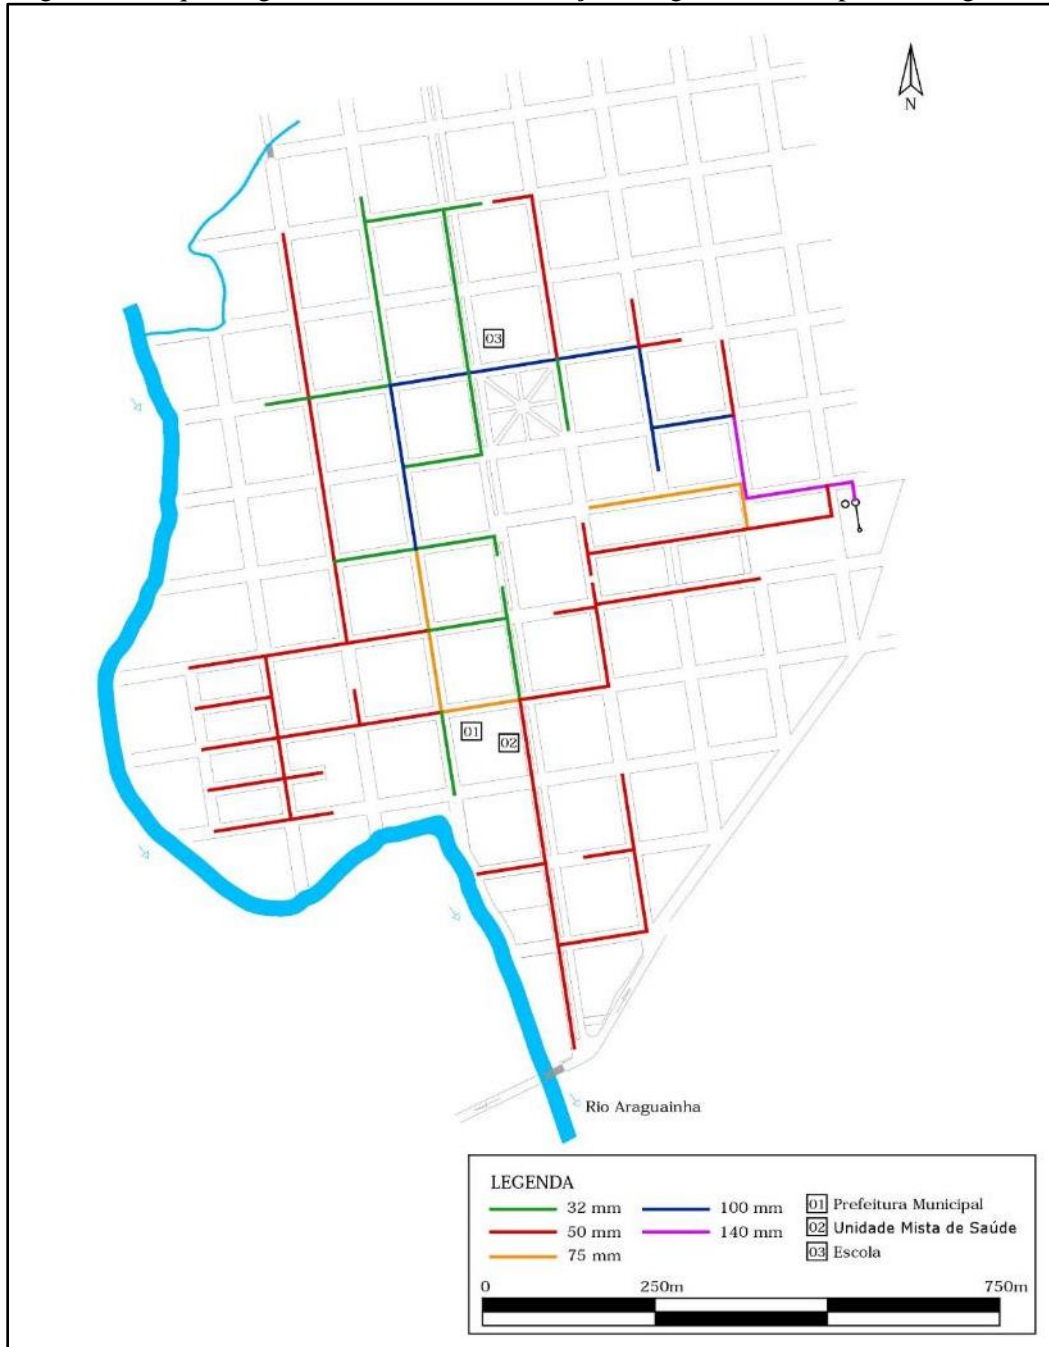 N
03
01
02
Rio Araguainha
LEGENDA
32 mm
50 mm
75 mm
100 mm
140 mm
01 Prefeitura Municipal
02 Unidade Mista de Saúde
03 Escola
0 250m 750m